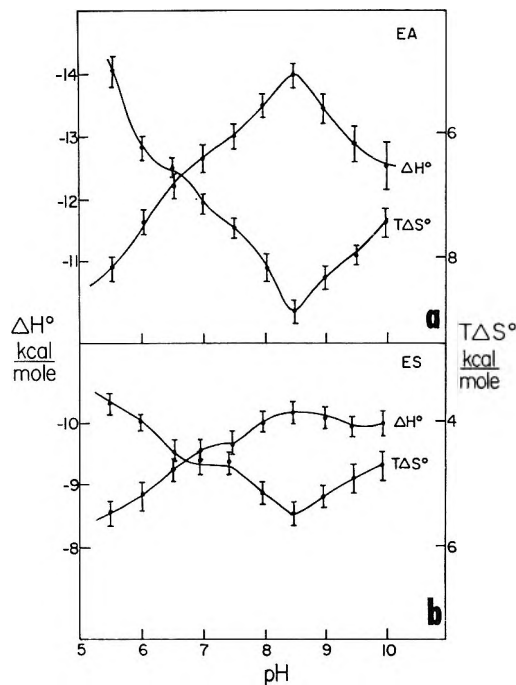 EA
-14
-13
-12
-11
6
8
ΔH°
TΔS°
a
ΔH°
kcal
mole
TΔS°
kcal
mole
ES
-10
-9
-8
4
6
ΔH°
TΔS°
b
5 6 7 8 9 10
pH